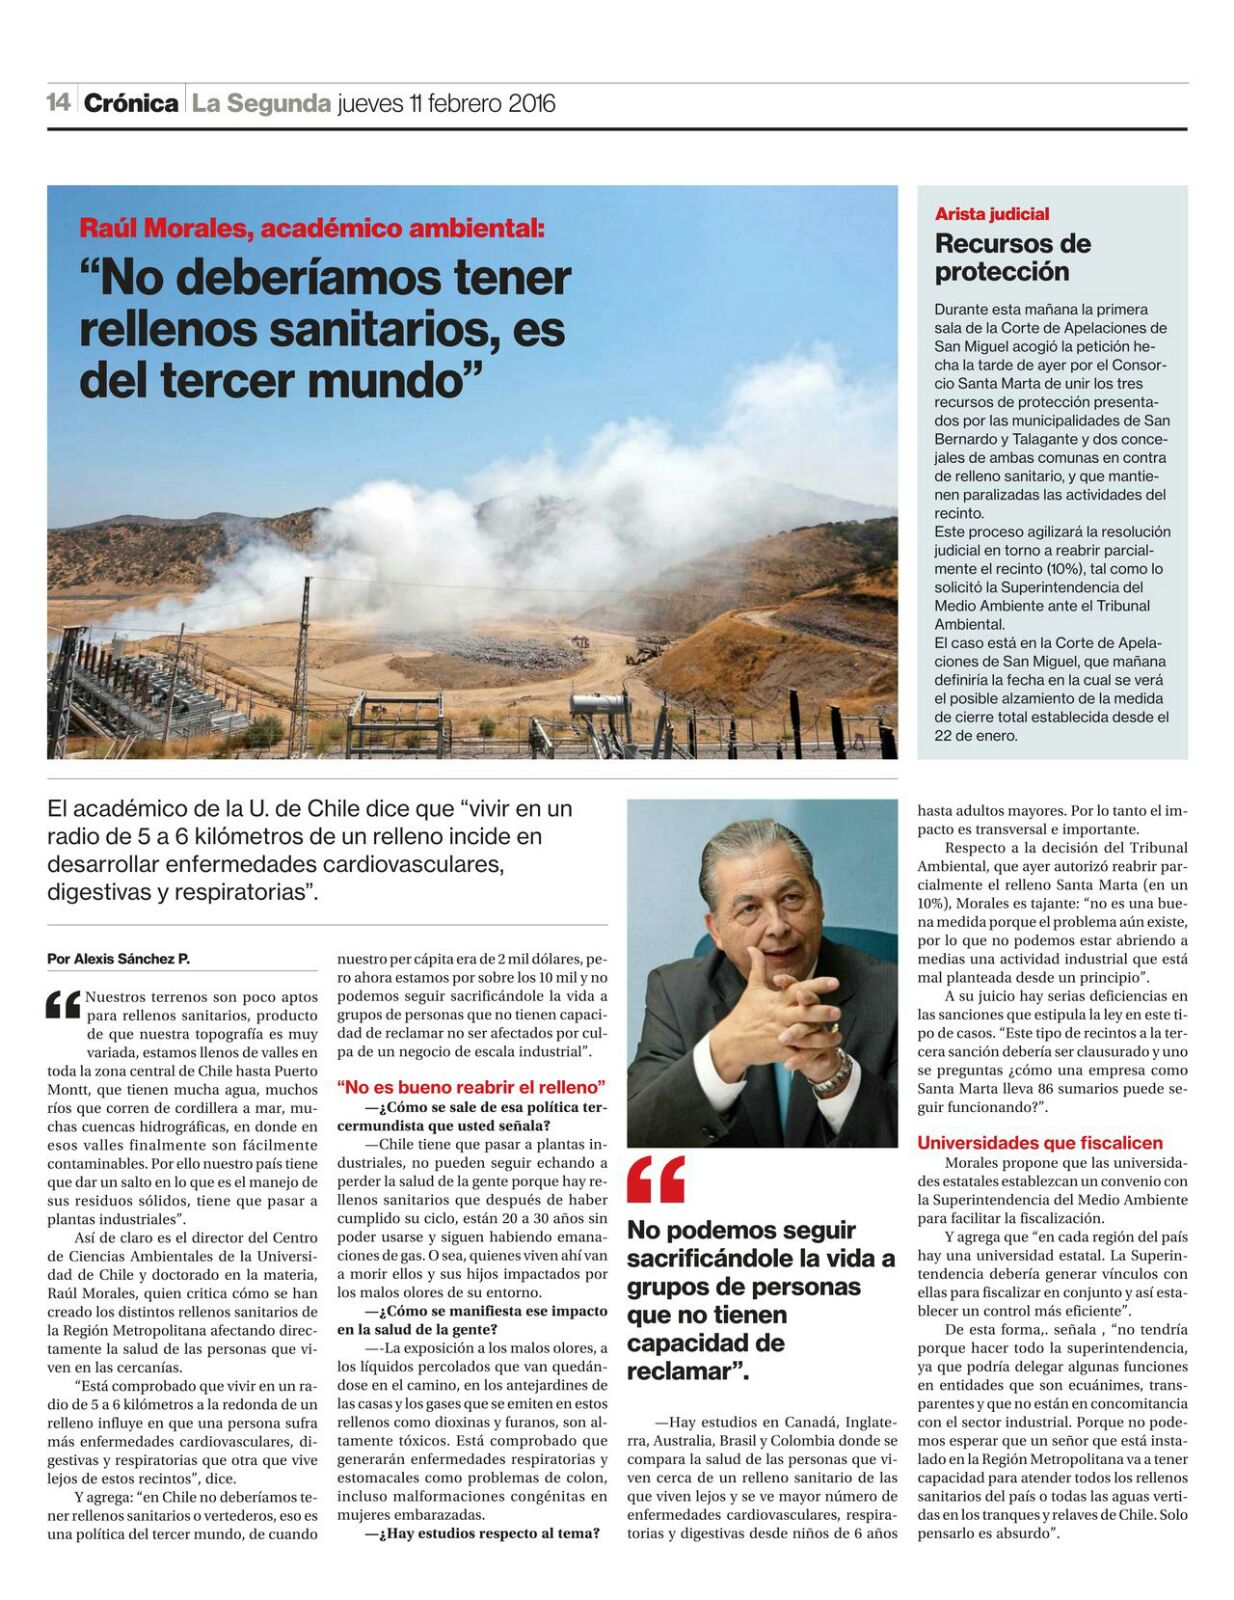 14 Crónica La Segunda jueves 11 febrero 2016
Raúl Morales, académico ambiental:
“No deberíamos tener
rellenos sanitarios, es
del tercer mundo”
Arista judicial
Recursos de
protección
Durante esta mañana la primera
sala de la Corte de Apelaciones de
San Miguel acogió la petición he-
cha la tarde de ayer por el Consor-
cio Santa Marta de unir los tres
recursos de protección presenta-
dos por las municipalidades de San
Bernardo y Talagante y dos conce-
jales de ambas comunas en contra
de relleno sanitario, y que mantie-
nen paralizadas las actividades del
recinto.
Este proceso agilizará la resolución
judicial en torno a reabrir parcial-
mente el recinto (10%), tal como lo
solicitó la Superintendencia del
Medio Ambiente ante el Tribunal
Ambiental.
El caso está en la Corte de Apela-
ciones de San Miguel, que mañana
definiría la fecha en la cual se verá
el posible alzamiento de la medida
de cierre total establecida desde el
22 de enero.
El académico de la U. de Chile dice que “vivir en un
radio de 5 a 6 kilómetros de un relleno incide en
desarrollar enfermedades cardiovasculares,
digestivas y respiratorias”.
Por Alexis Sánchez P.
“Nuestros terrenos son poco aptos
para rellenos sanitarios, producto
de que nuestra topografía es muy
variada, estamos llenos de valles en
toda la zona central de Chile hasta Puerto
Montt, que tienen mucha agua, muchos
ríos que corren de cordillera a mar, mu-
chas cuencas hidrográficas, en donde en
esos valles finalmente son fácilmente
contaminables. Por ello nuestro país tiene
que dar un salto en lo que es el manejo de
sus residuos sólidos, tiene que pasar a
plantas industriales”.
Así de claro es el director del Centro
de Ciencias Ambientales de la Universi-
dad de Chile y doctorado en la materia,
Raúl Morales, quien critica cómo se han
creado los distintos rellenos sanitarios de
la Región Metropolitana afectando direc-
tamente la salud de las personas que vi-
ven en las cercanías.
“Está comprobado que vivir en un ra-
dio de 5 a 6 kilómetros a la redonda de un
relleno influye en que una persona sufra
más enfermedades cardiovasculares, di-
gestivas y respiratorias que otra que vive
lejos de estos recintos”, dice.
Y agrega: “en Chile no deberíamos te-
ner rellenos sanitarios o vertederos, eso es
una política del tercer mundo, de cuando
nuestro per cápita era de 2 mil dólares, pe-
ro ahora estamos por sobre los 10 mil y no
podemos seguir sacrificándole la vida a
grupos de personas que no tienen capaci-
dad de reclamar no ser afectados por cul-
pa de un negocio de escala industrial”.
“No es bueno reabrir el relleno”
—¿Cómo se sale de esa política ter-
cermundista que usted señala?
—Chile tiene que pasar a plantas in-
dustriales, no pueden seguir echando a
perder la salud de la gente porque hay re-
llenos sanitarios que después de haber
cumplido su ciclo, están 20 a 30 años sin
poder usarse y siguen habiendo emana-
ciones de gas. O sea, quienes viven ahí van
a morir ellos y sus hijos impactados por
los malos olores de su entorno.
—¿Cómo se manifiesta ese impacto
en la salud de la gente?
—-La exposición a los malos olores, a
los líquidos percolados que van quedán-
dose en el camino, en los antejardines de
las casas y los gases que se emiten en estos
rellenos como dioxinas y furanos, son al-
tamente tóxicos. Está comprobado que
generarán enfermedades respiratorias y
estomacales como problemas de colon,
incluso malformaciones congénitas en
mujeres embarazadas.
—¿Hay estudios respecto al tema?
“
No podemos seguir
sacrificándole la vida a
grupos de personas
que no tienen
capacidad de
reclamar”.
—Hay estudios en Canadá, Inglate-
rra, Australia, Brasil y Colombia donde se
compara la salud de las personas que vi-
ven cerca de un relleno sanitario de las
que viven lejos y se ve mayor número de
enfermedades cardiovasculares, respira-
torias y digestivas desde niños de 6 años
hasta adultos mayores. Por lo tanto el im-
pacto es transversal e importante.
Respecto a la decisión del Tribunal
Ambiental, que ayer autorizó reabrir par-
cialmente el relleno Santa Marta (en un
10%), Morales es tajante: “no es una bue-
na medida porque el problema aún existe,
por lo que no podemos estar abriendo a
medias una actividad industrial que está
mal planteada desde un principio”.
A su juicio hay serias deficiencias en
las sanciones que estipula la ley en este ti-
po de casos. “Este tipo de recintos a la ter-
cera sanción debería ser clausurado y uno
se preguntas ¿cómo una empresa como
Santa Marta lleva 86 sumarios puede se-
guir funcionando?”.
Universidades que fiscalicen
Morales propone que las universida-
des estatales establezcan un convenio con
la Superintendencia del Medio Ambiente
para facilitar la fiscalización.
Y agrega que “en cada región del país
hay una universidad estatal. La Superin-
tendencia debería generar vínculos con
ellas para fiscalizar en conjunto y así esta-
blecer un control más eficiente”.
De esta forma,. señala , “no tendría
porque hacer todo la superintendencia,
ya que podría delegar algunas funciones
en entidades que son ecuánimes, trans-
parentes y que no están en concomitancia
con el sector industrial. Porque no pode-
mos esperar que un señor que está insta-
lado en la Región Metropolitana va a tener
capacidad para atender todos los rellenos
sanitarios del país o todas las aguas verti-
das en los tranques y relaves de Chile. Solo
pensarlo es absurdo”.